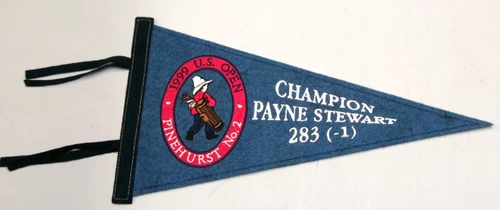 1999 U.S. OPEN
PINEHURST No. 2
CHAMPION
PAYNE STEWART
283 (-1)